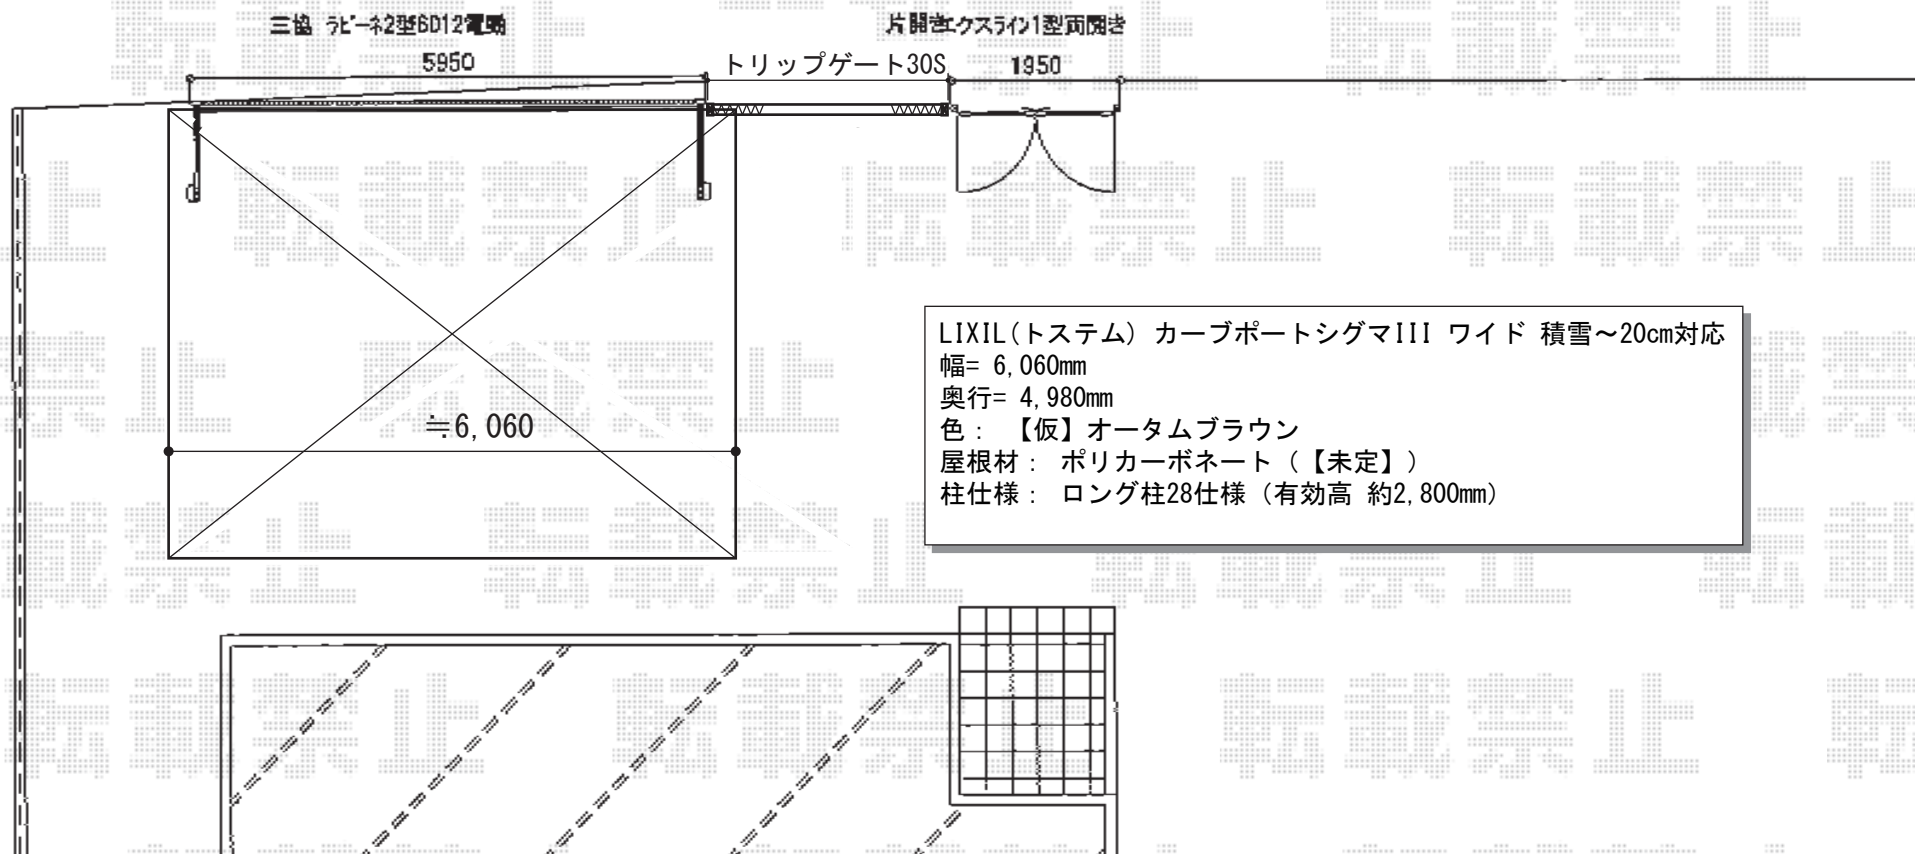 三協 ラビーネ2型6D12電動
片開きエクスライン1型両開き
5950
トリップゲート30S
1950
LIXIL(トステム) カーブポートシグマIII ワイド 積雪～20cm対応
幅= 6,060mm
奥行= 4,980mm
色： 【仮】オータムブラウン
屋根材： ポリカーボネート（【未定】）
柱仕様： ロング柱28仕様（有効高 約2,800mm）
≒6,060
転載禁止